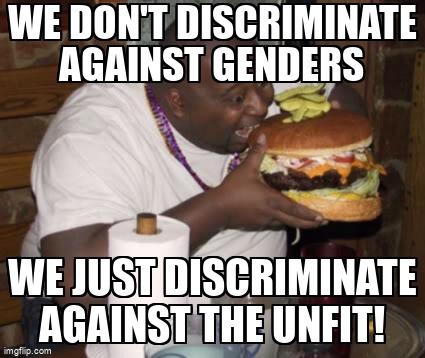 WE DON'T DISCRIMINATE
AGAINST GENDERS
WE JUST DISCRIMINATE
AGAINST THE UNFIT!
imgflip.com